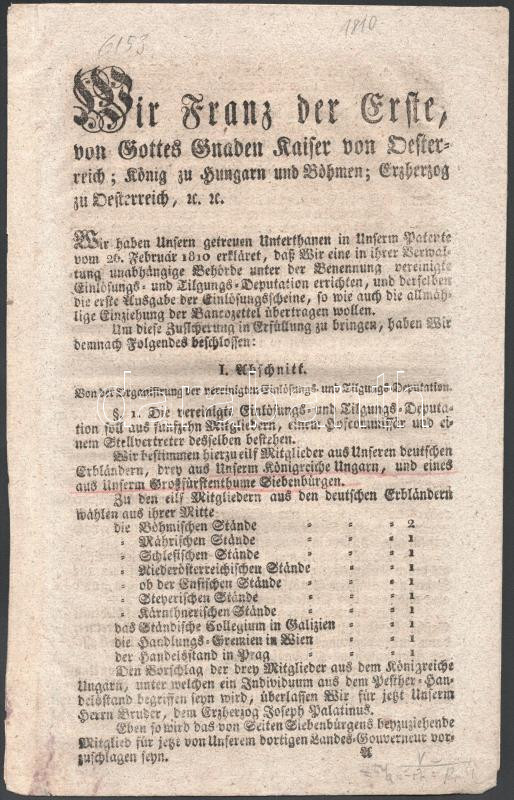 6153
1810
Wir Franz der Erste,
von Gottes Gnaden Kaiser von Oester-
reich; König zu Hungarn und Böhmen; Erzherzog
zu Oesterreich, ꝛc. ꝛc.
Wir haben Unsern getreuen Unterthanen in Unserm Patente
vom 26. Februar 1810 erkläret, daß Wir eine in ihrer Verwal-
tung unabhängige Behörde unter der Benennung vereinigte
Einlösungs- und Tilgungs-Deputation errichten, und derselben
die erste Ausgabe der Einlösungsscheine, so wie auch die allmäh-
lige Einziehung der Bancozettel übertragen wollen.
Um diese Zusicherung in Erfüllung zu bringen, haben Wir
demnach Folgendes beschlossen:
I. Abschnitt.
Von der Organisirung der vereinigten Einlösungs- und Tilgungs-Deputation.
§. 1. Die vereinigte Einlösungs- und Tilgungs-Deputa-
tion soll aus fünfzehn Mitgliedern, einem Hofcommissär und ei-
nem Stellvertreter desselben bestehen.
Wir bestimmen hierzu eilf Mitglieder aus Unseren deutschen
Erbländern, drey aus Unserm Königreiche Ungarn, und eines
aus Unserm Großfürstenthume Siebenbürgen.
Zu den eilf Mitgliedern aus den deutschen Erbländern
wählen aus ihrer Mitte
die Böhmischen Stände = = = 2
= Mährischen Stände = = = 1
= Schlesischen Stände = = = 1
= Niederösterreichischen Stände = = 1
= ob der Ensischen Stände = = = 1
= Steyerischen Stände = = = 1
= Kärnthnerischen Stände = = = 1
das Ständische Collegium in Galizien = = = 1
die Handlungs-Gremien in Wien = = = 1
der Handelsstand in Prag = = = 1
Den Vorschlag der drey Mitglieder aus dem Königreiche
Ungarn, unter welchen ein Individuum aus dem Pesther-Han-
delsstand begriffen seyn wird, überlassen Wir für jetzt Unserm
Herrn Bruder, dem Erzherzog Joseph Palatinus.
Eben so wird das von Seiten Siebenbürgens beyzuziehende
Mitglied für jetzt von Unserem dortigen Landes-Gouverneur vor-
zuschlagen seyn.
A